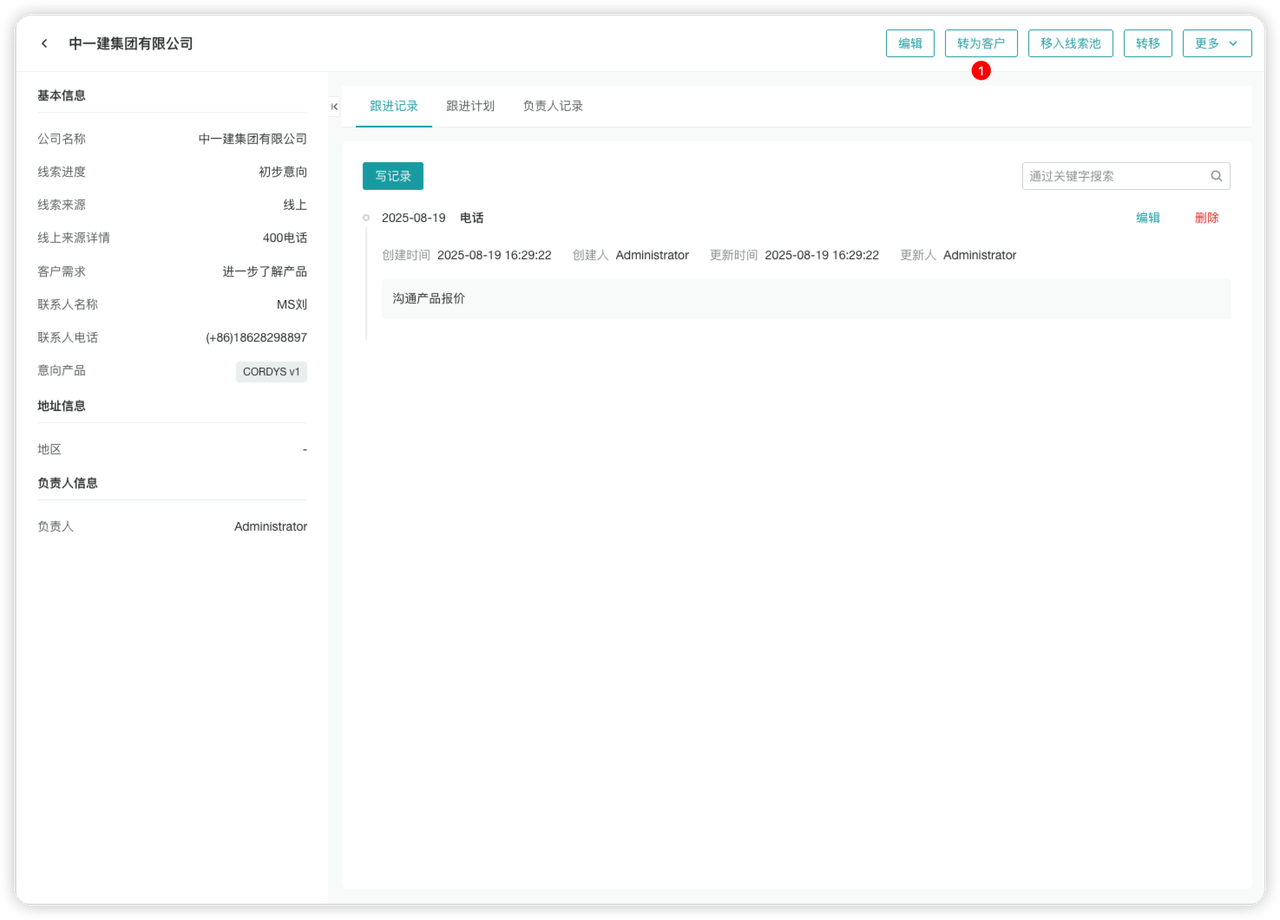 中一建集团有限公司
编辑 转为客户 移入线索池 转移 更多
1
基本信息
公司名称 中一建集团有限公司
线索进度 初步意向
线索来源 线上
线上来源详情 400电话
客户需求 进一步了解产品
联系人名称 MS刘
联系人电话 (+86)18628298897
意向产品 CORDYS v1
地址信息
地区 -
负责人信息
负责人 Administrator
跟进记录 跟进计划 负责人记录
写记录 通过关键字搜索
2025-08-19 电话 编辑 删除
创建时间 2025-08-19 16:29:22 创建人 Administrator 更新时间 2025-08-19 16:29:22 更新人 Administrator
沟通产品报价